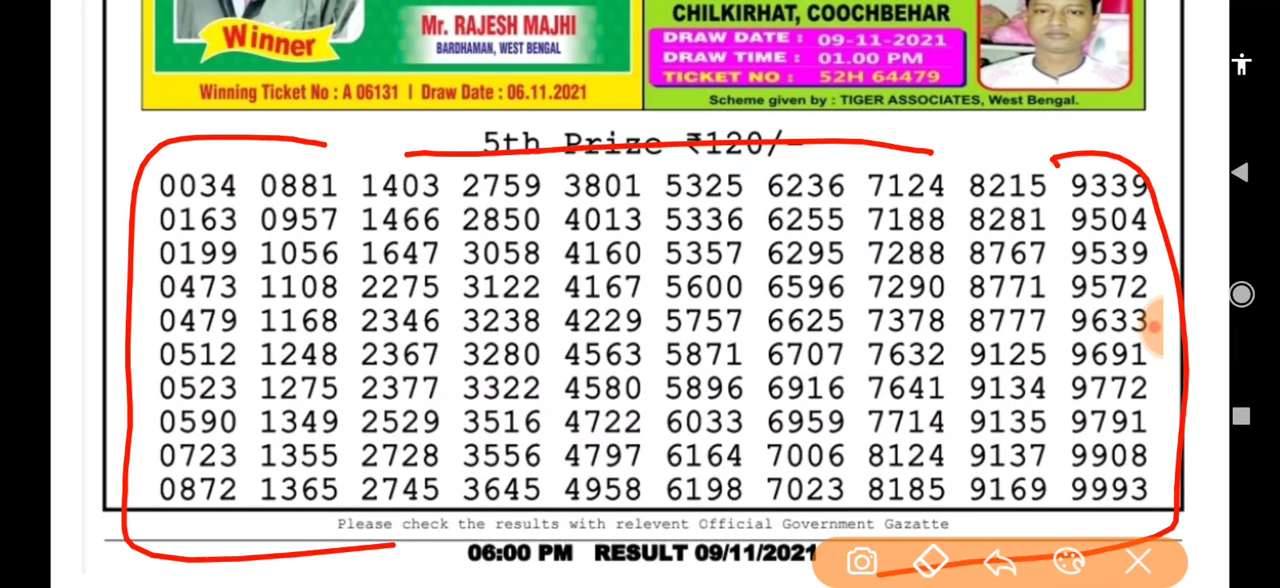 Winner
Mr. RAJESH MAJHI
BARDHAMAN, WEST BENGAL
Winning Ticket No : A 06131 I Draw Date : 06.11.2021
CHILKIRHAT, COOCHBEHAR
DRAW DATE : 09-11-2021
DRAW TIME : 01.00 PM
TICKET NO : 52H 64479
Scheme given by : TIGER ASSOCIATES, West Bengal.
5th Prize ₹120/-
0034 0881 1403 2759 3801 5325 6236 7124 8215 9339
0163 0957 1466 2850 4013 5336 6255 7188 8281 9504
0199 1056 1647 3058 4160 5357 6295 7288 8767 9539
0473 1108 2275 3122 4167 5600 6596 7290 8771 9572
0479 1168 2346 3238 4229 5757 6625 7378 8777 9633
0512 1248 2367 3280 4563 5871 6707 7632 9125 9691
0523 1275 2377 3322 4580 5896 6916 7641 9134 9772
0590 1349 2529 3516 4722 6033 6959 7714 9135 9791
0723 1355 2728 3556 4797 6164 7006 8124 9137 9908
0872 1365 2745 3645 4958 6198 7023 8185 9169 9993
Please check the results with relevent Official Government Gazatte
06:00 PM RESULT 09/11/2021